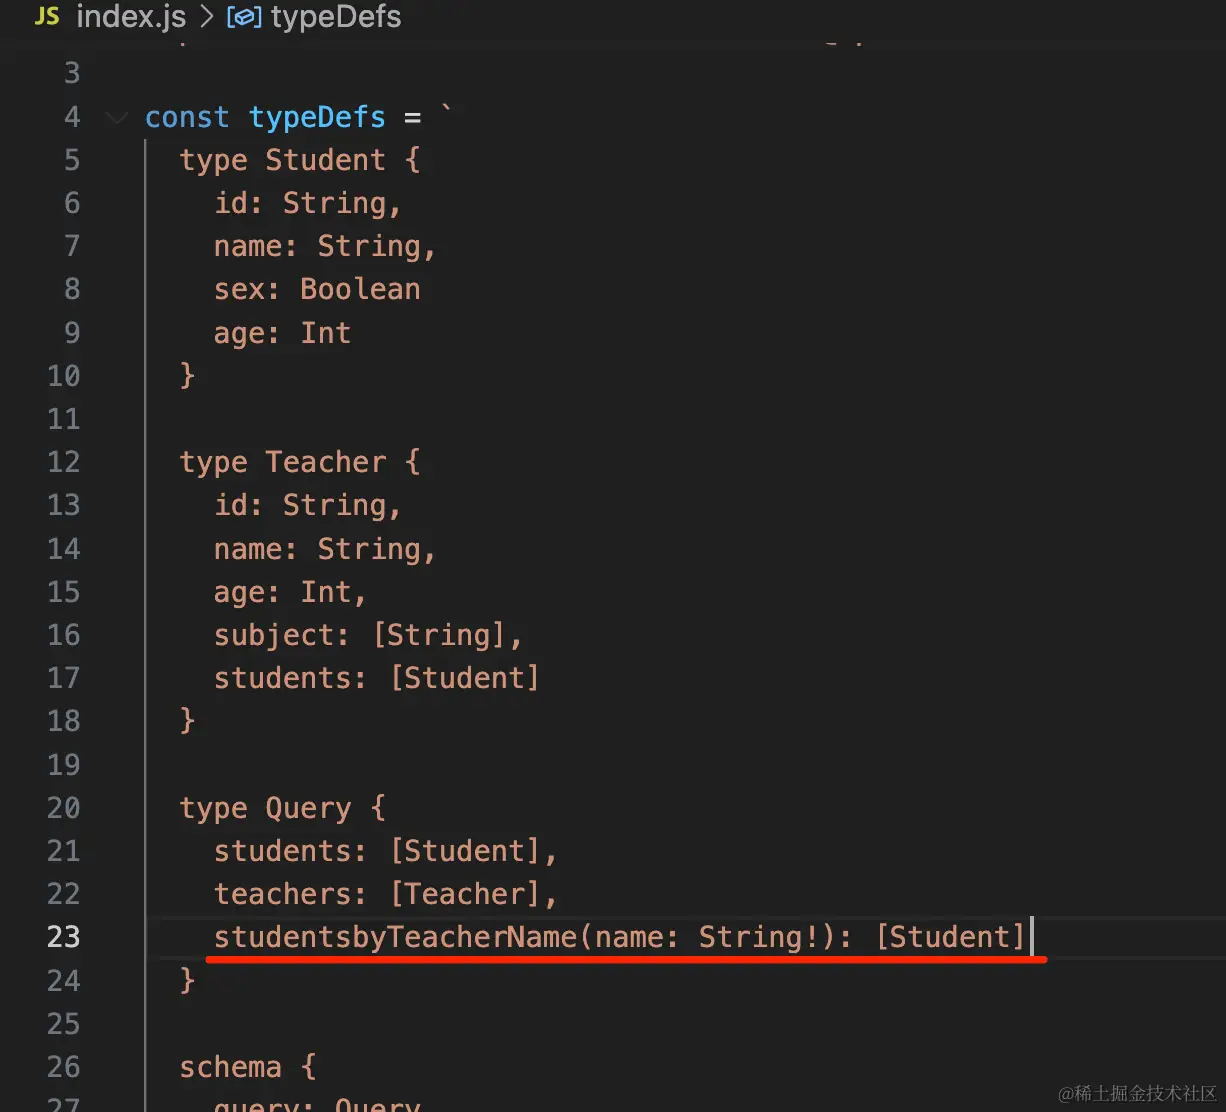 JS index.js > typeDefs
3
4 const typeDefs = `
5 type Student {
6 id: String,
7 name: String,
8 sex: Boolean
9 age: Int
10 }
11
12 type Teacher {
13 id: String,
14 name: String,
15 age: Int,
16 subject: [String],
17 students: [Student]
18 }
19
20 type Query {
21 students: [Student],
22 teachers: [Teacher],
23 studentsbyTeacherName(name: String!): [Student]
24 }
25
26 schema {
27 query: Query
@稀土掘金技术社区